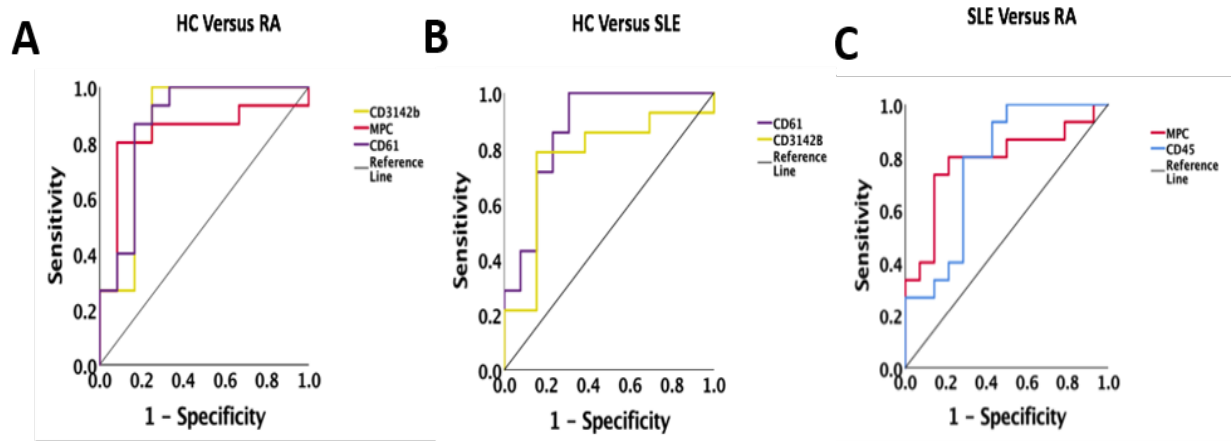 A
HC Versus RA
Sensitivity
1.0
0.8
0.6
0.4
0.2
0.0
0.0 0.2 0.4 0.6 0.8 1.0
1 – Specificity
CD3142b
MPC
CD61
Reference
Line
B
HC Versus SLE
Sensitivity
1.0
0.8
0.6
0.4
0.2
0.0
0.0 0.2 0.4 0.6 0.8 1.0
1 – Specificity
CD61
CD3142B
Reference
Line
C
SLE Versus RA
Sensitivity
1.0
0.8
0.6
0.4
0.2
0.0
0.0 0.2 0.4 0.6 0.8 1.0
1 – Specificity
MPC
CD45
Reference
Line